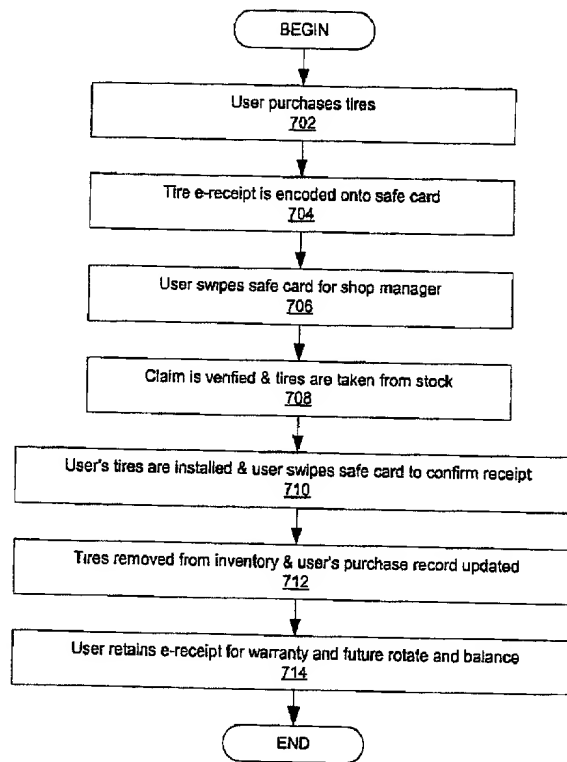 BEGIN
User purchases tires
702
Tire e-receipt is encoded onto safe card
704
User swipes safe card for shop manager
706
Claim is verified & tires are taken from stock
708
User's tires are installed & user swipes safe card to confirm receipt
710
Tires removed from inventory & user's purchase record updated
712
User retains e-receipt for warranty and future rotate and balance
714
END